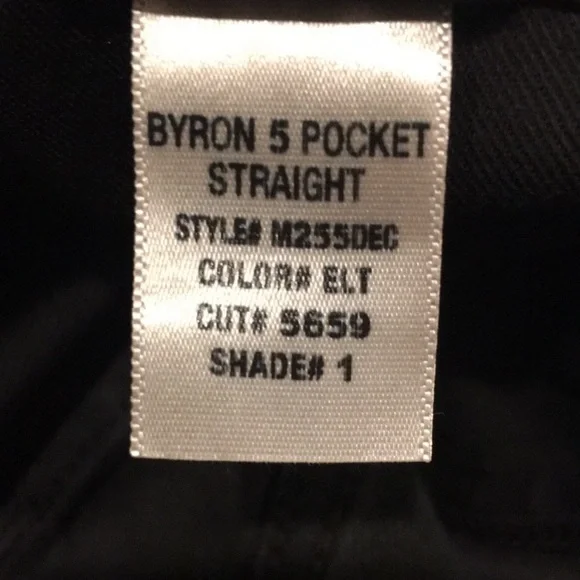 BYRON 5 POCKET
STRAIGHT
STYLE# M255DEC
COLOR# ELT
CUT# 5659
SHADE# 1